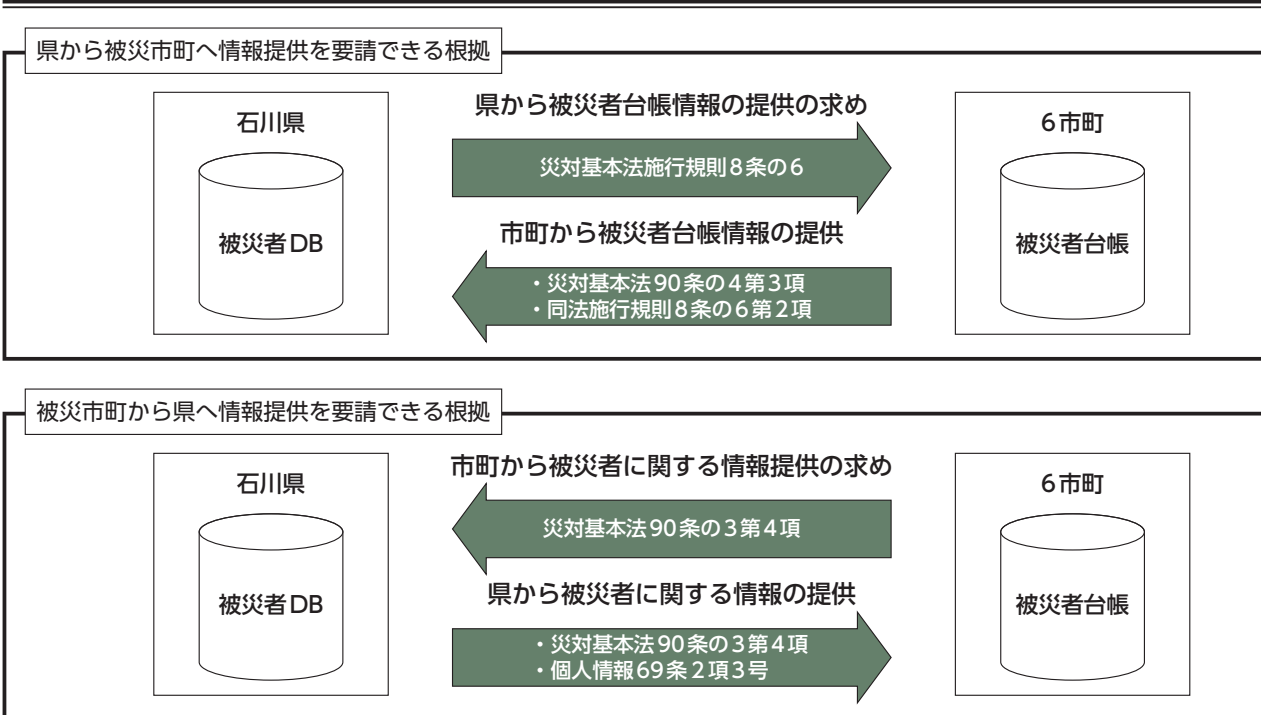 県から被災市町へ情報提供を要請できる根拠
石川県
被災者DB
県から被災者台帳情報の提供の求め
災対基本法施行規則8条の6
市町から被災者台帳情報の提供
・災対基本法90条の4第3項
・同法施行規則8条の6第2項
6市町
被災者台帳
被災市町から県へ情報提供を要請できる根拠
石川県
被災者DB
市町から被災者に関する情報提供の求め
災対基本法90条の3第4項
県から被災者に関する情報の提供
・災対基本法90条の3第4項
・個人情報69条2項3号
6市町
被災者台帳